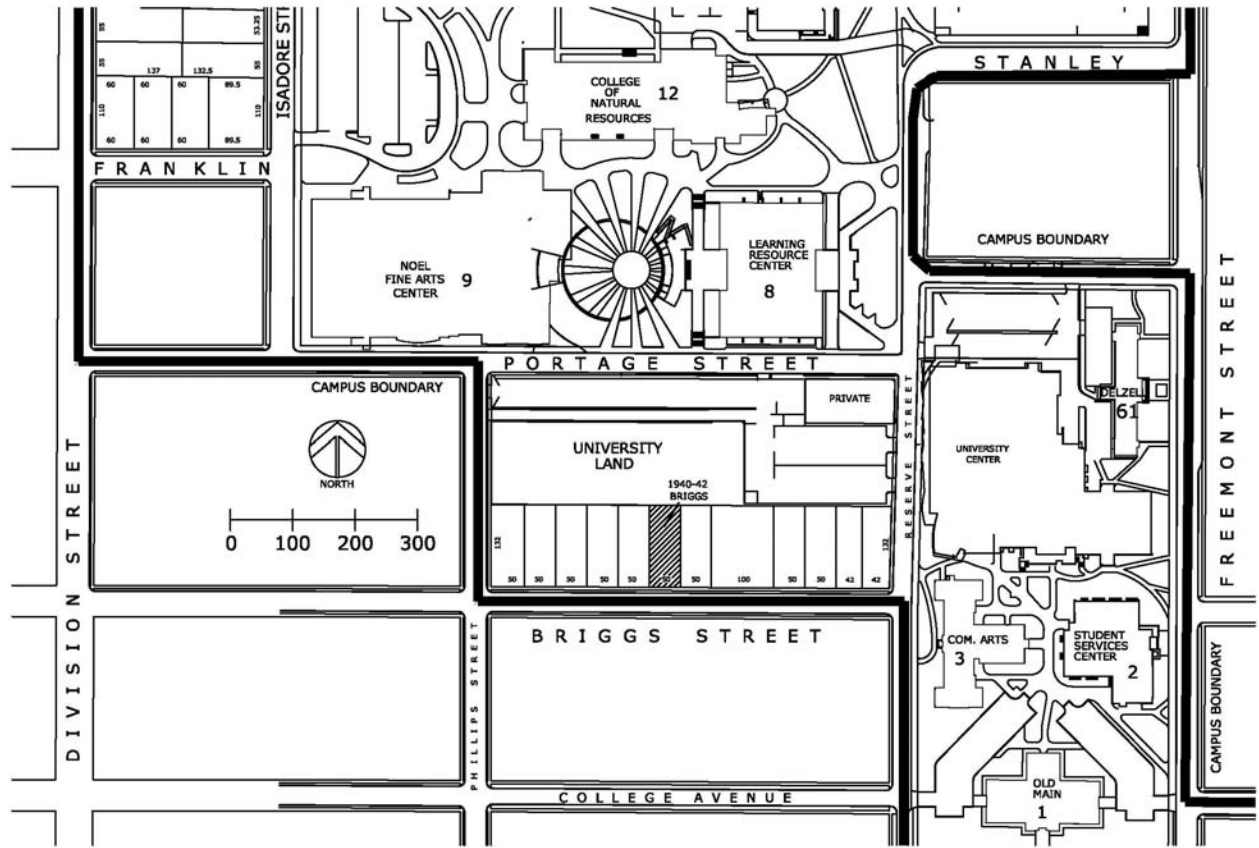 55
53.25
ISADORE ST
STANLEY
55
137
132.5
55
60
60
60
89.5
COLLEGE
OF
NATURAL
RESOURCES
12
110
110
60
60
60
89.5
FRANKLIN
CAMPUS BOUNDARY
NOEL
FINE ARTS
CENTER
9
LEARNING
RESOURCE
CENTER
8
FREEMONT STREET
PORTAGE STREET
CAMPUS BOUNDARY
PRIVATE
RESERVE STREET
DELZELL
61
UNIVERSITY
LAND
UNIVERSITY
CENTER
NORTH
1940-42
BRIGGS
0 100 200 300
132
132
50
50
50
50
50
50
100
50
50
42
42
DIVISION STREET
PHILLIPS STREET
BRIGGS STREET
COM. ARTS
3
STUDENT
SERVICES
CENTER
2
CAMPUS BOUNDARY
COLLEGE AVENUE
OLD
MAIN
1